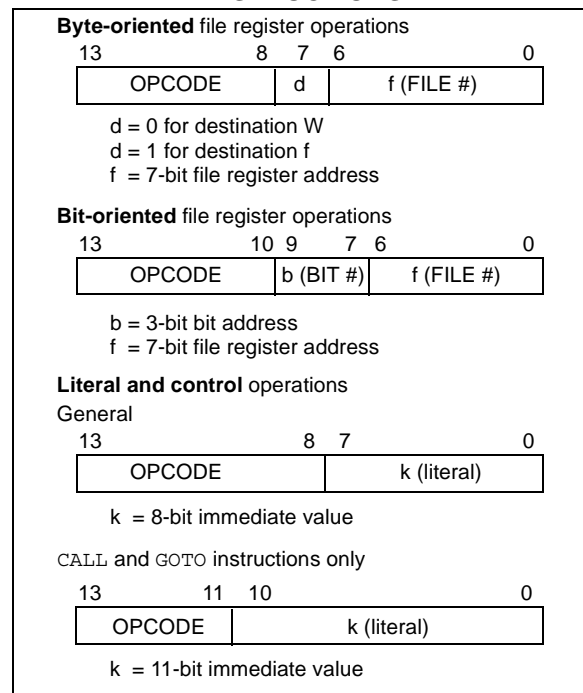 Byte-oriented file register operations
13 8 7 6 0
OPCODE d f (FILE #)
d = 0 for destination W
d = 1 for destination f
f = 7-bit file register address
Bit-oriented file register operations
13 10 9 7 6 0
OPCODE b (BIT #) f (FILE #)
b = 3-bit bit address
f = 7-bit file register address
Literal and control operations
General
13 8 7 0
OPCODE k (literal)
k = 8-bit immediate value
CALL and GOTO instructions only
13 11 10 0
OPCODE k (literal)
k = 11-bit immediate value